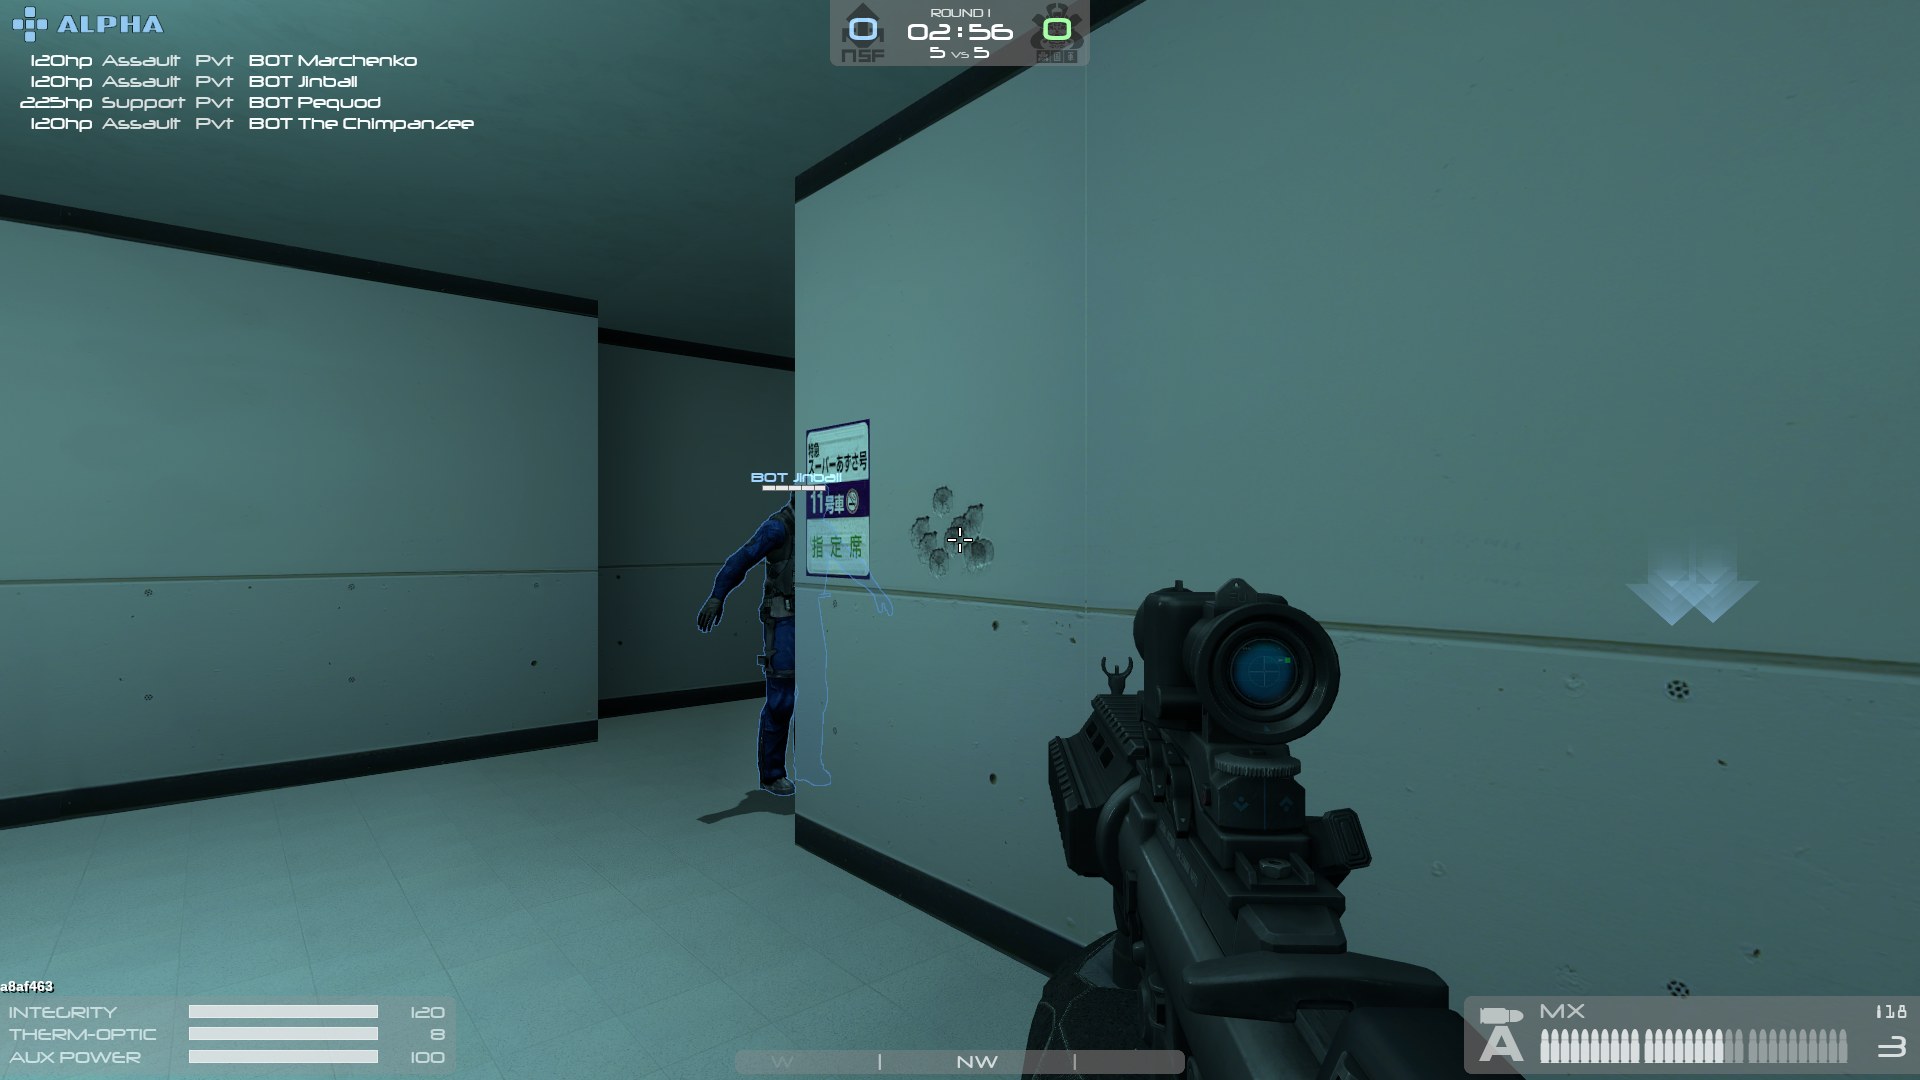 ALPHA
120hp Assault Pvt BOT Marchenko
120hp Assault Pvt BOT Jinball
225hp Support Pvt BOT Pequod
120hp Assault Pvt BOT The Chimpanzee
ROUND 1
0 02:56 0
NSF 5 vs 5
BOT Jinball
特急
スーパーあずさ号
11号車
指定席
a8af463
INTEGRITY 120
THERM-OPTIC 8
AUX POWER 100
W | NW |
MX 118
A 3